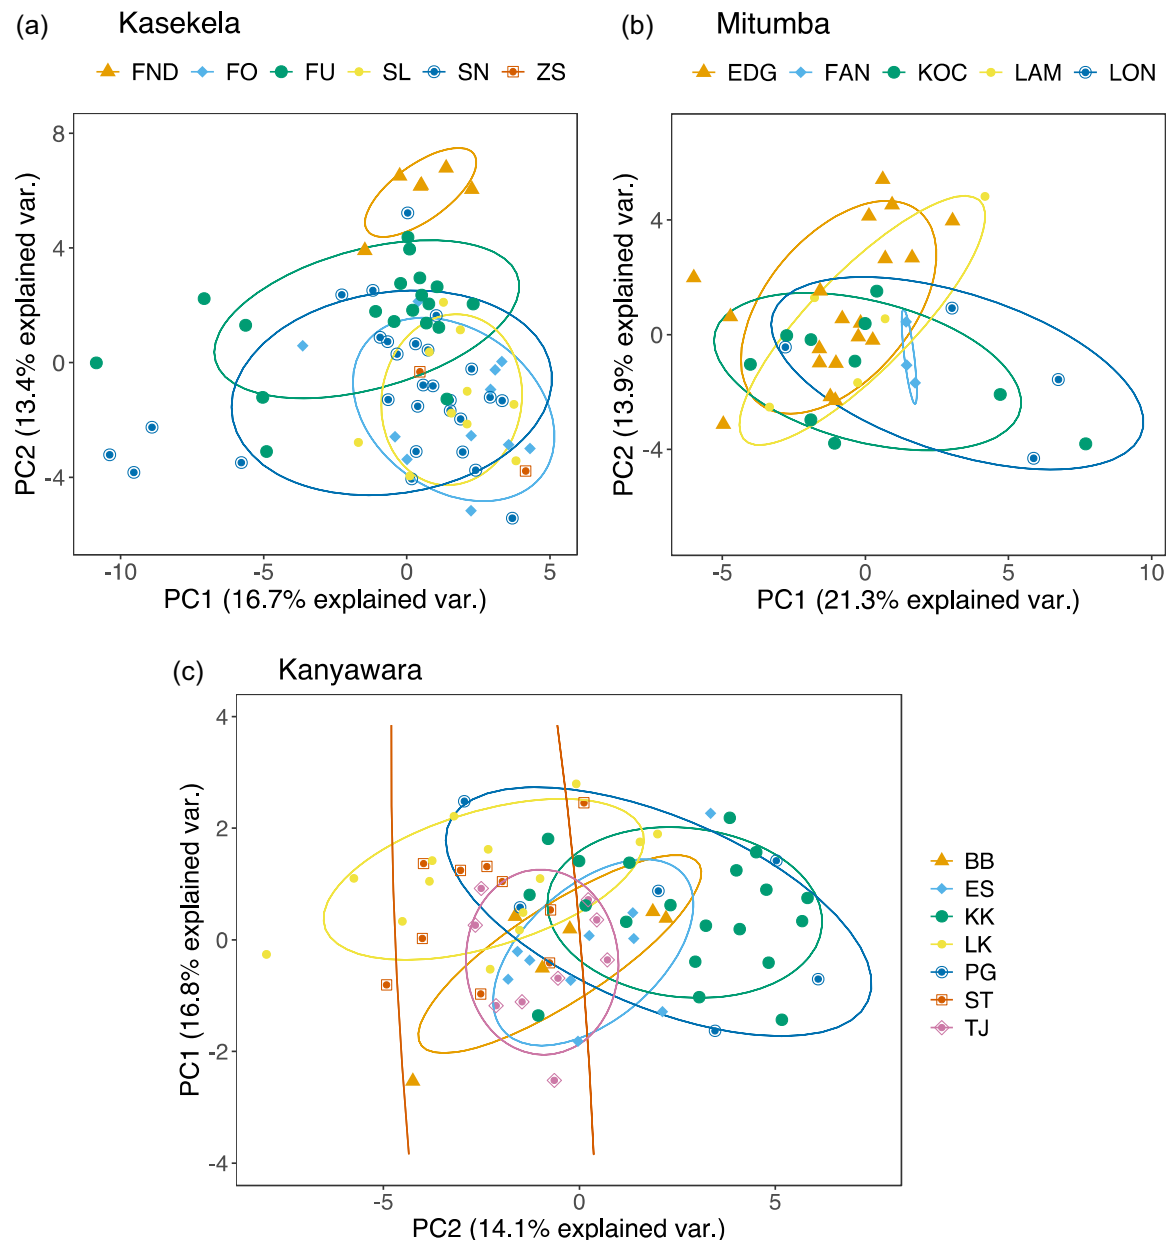 (a) Kasekela
FND FO FU SL SN ZS
8
4
0
-4
PC2 (13.4% explained var.)
-10 -5 0 5
PC1 (16.7% explained var.)
(b) Mitumba
EDG FAN KOC LAM LON
4
0
-4
PC2 (13.9% explained var.)
-5 0 5 10
PC1 (21.3% explained var.)
(c) Kanyawara
4
2
0
-2
-4
PC1 (16.8% explained var.)
-5 0 5
PC2 (14.1% explained var.)
BB
ES
KK
LK
PG
ST
TJ